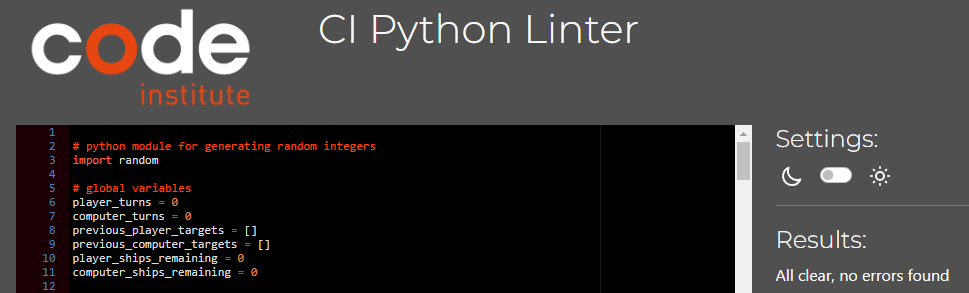 code
institute
CI Python Linter
1
2 # python module for generating random integers
3 import random
4
5 # global variables
6 player_turns = 0
7 computer_turns = 0
8 previous_player_targets = []
9 previous_computer_targets = []
10 player_ships_remaining = 0
11 computer_ships_remaining = 0
12
Settings:
Results:
All clear, no errors found